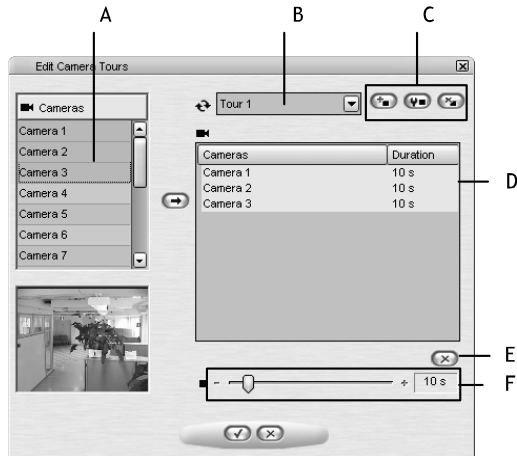 A
B
C
Edit Camera Tours
Cameras
Tour 1
Camera 1
Camera 2
Camera 3
Camera 4
Camera 5
Camera 6
Camera 7
Cameras Duration
Camera 1 10 s
Camera 2 10 s
Camera 3 10 s
D
E
- + 10 s
F